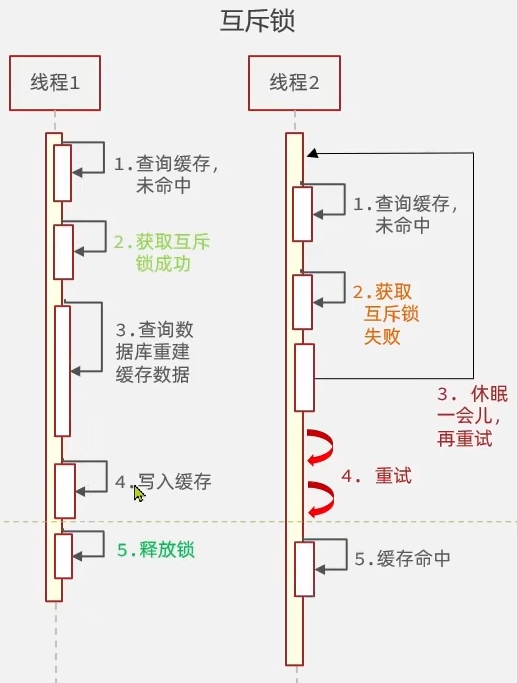 互斥锁
线程1
线程2
1.查询缓存，
未命中
2.获取互斥
锁成功
3.查询数
据库重建
缓存数据
4.写入缓存
5.释放锁
1.查询缓存，
未命中
2.获取
互斥锁
失败
3. 休眠
一会儿，
再重试
4. 重试
5.缓存命中